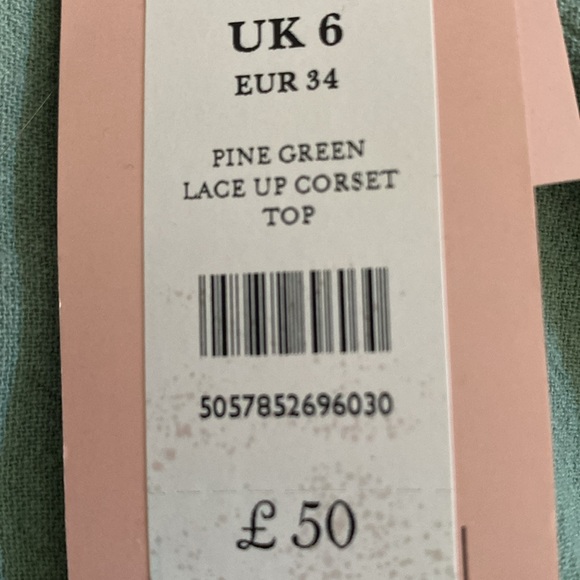 UK 6
EUR 34
PINE GREEN
LACE UP CORSET
TOP
5057852696030
£ 50